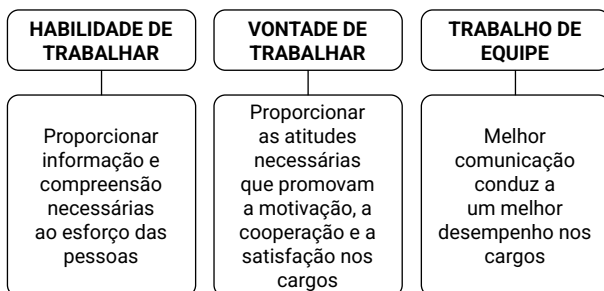 HABILIDADE DE
TRABALHAR
Proporcionar
informação e
compreensão
necessárias
ao esforço das
pessoas
VONTADE DE
TRABALHAR
Proporcionar
as atitudes
necessárias
que promovam
a motivação, a
cooperação e a
satisfação nos
cargos
TRABALHO DE
EQUIPE
Melhor
comunicação
conduz a
um melhor
desempenho nos
cargos